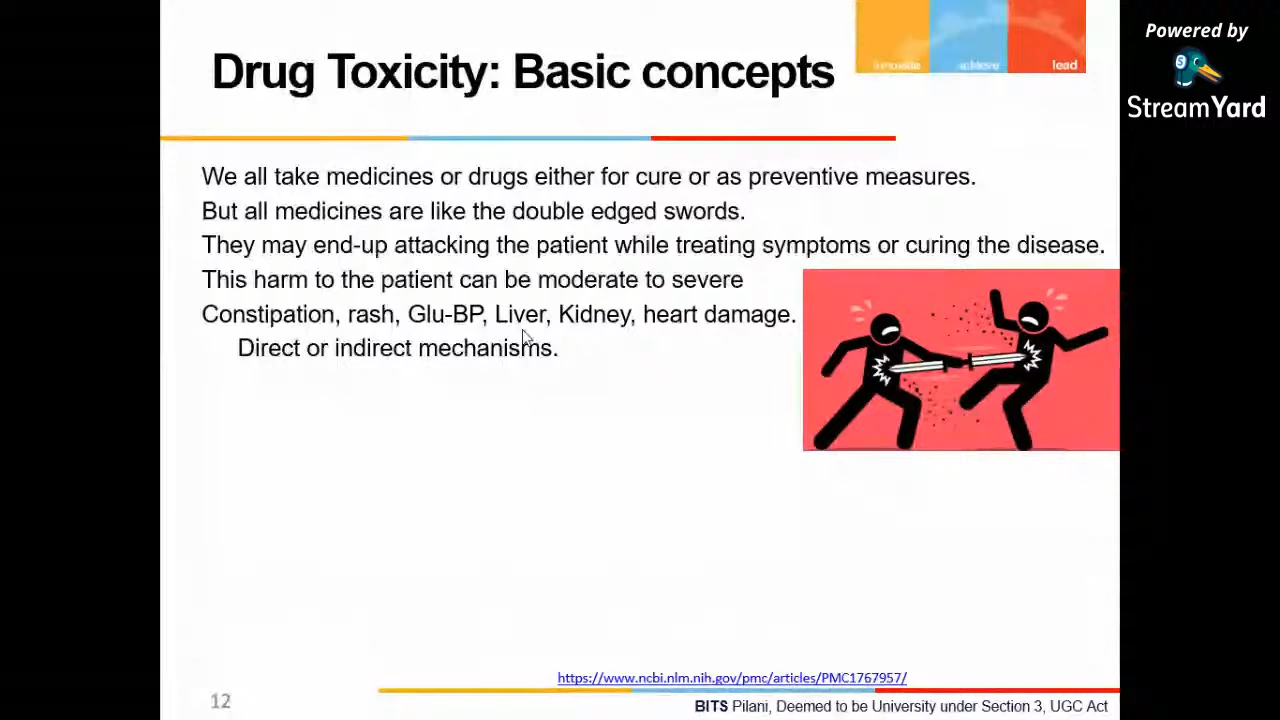 Drug Toxicity: Basic concepts
innovate achieve lead
Powered by
StreamYard
We all take medicines or drugs either for cure or as preventive measures.
But all medicines are like the double edged swords.
They may end-up attacking the patient while treating symptoms or curing the disease.
This harm to the patient can be moderate to severe
Constipation, rash, Glu-BP, Liver, Kidney, heart damage.
Direct or indirect mechanisms.
https://www.ncbi.nlm.nih.gov/pmc/articles/PMC1767957/
12
BITS Pilani, Deemed to be University under Section 3, UGC Act